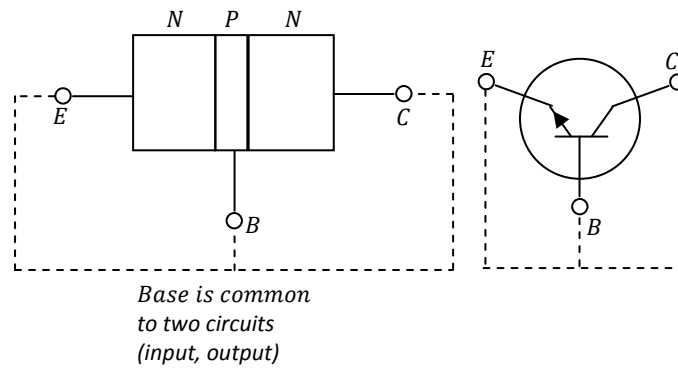 N P N
E
C
B
Base is common
to two circuits
(input, output)
E
C
B